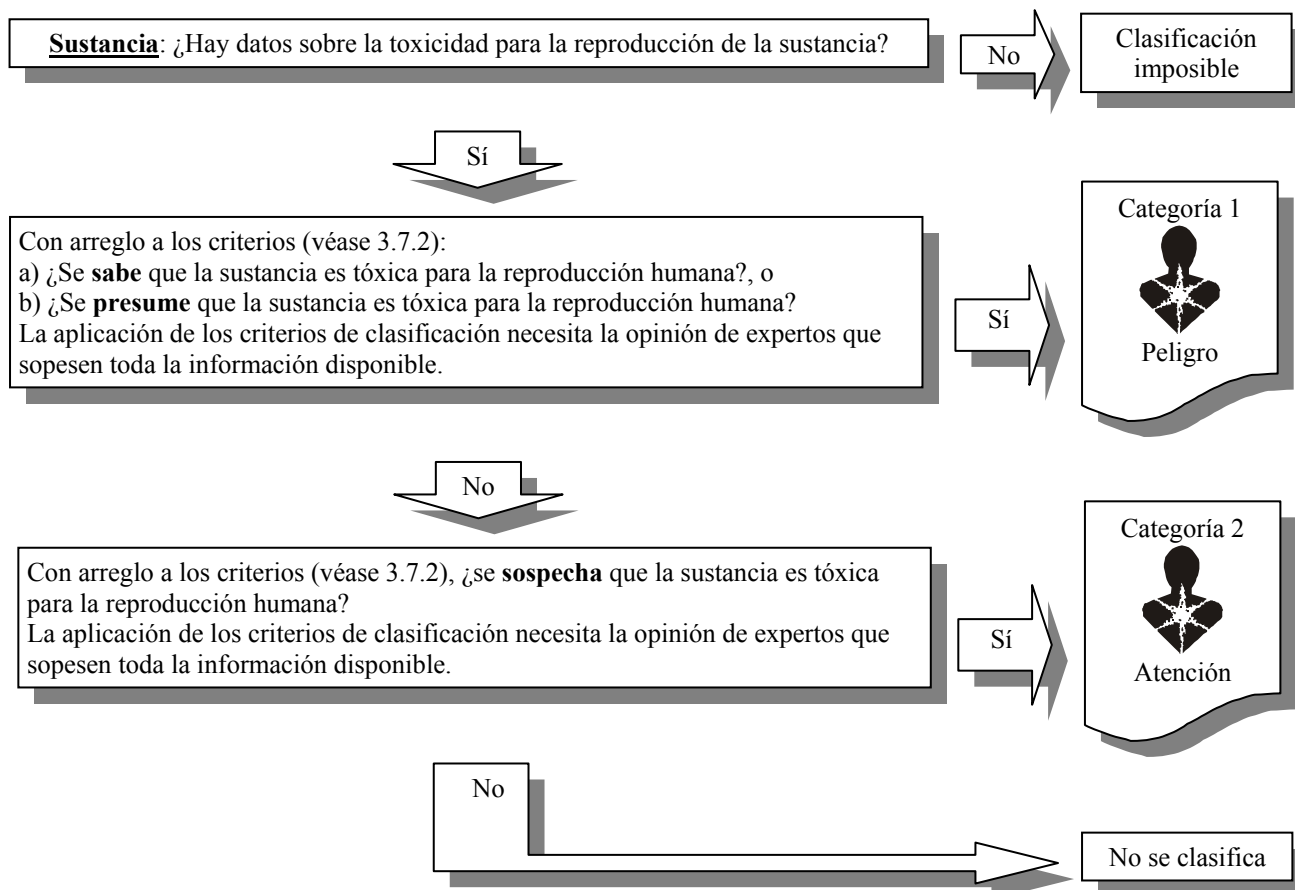 Sustancia: ¿Hay datos sobre la toxicidad para la reproducción de la sustancia?
No
Clasificación
imposible
Sí
Con arreglo a los criterios (véase 3.7.2):
a) ¿Se sabe que la sustancia es tóxica para la reproducción humana?, o
b) ¿Se presume que la sustancia es tóxica para la reproducción humana?
La aplicación de los criterios de clasificación necesita la opinión de expertos que
sopesen toda la información disponible.
Sí
Categoría 1
Peligro
No
Con arreglo a los criterios (véase 3.7.2), ¿se sospecha que la sustancia es tóxica
para la reproducción humana?
La aplicación de los criterios de clasificación necesita la opinión de expertos que
sopesen toda la información disponible.
Sí
Categoría 2
Atención
No
No se clasifica